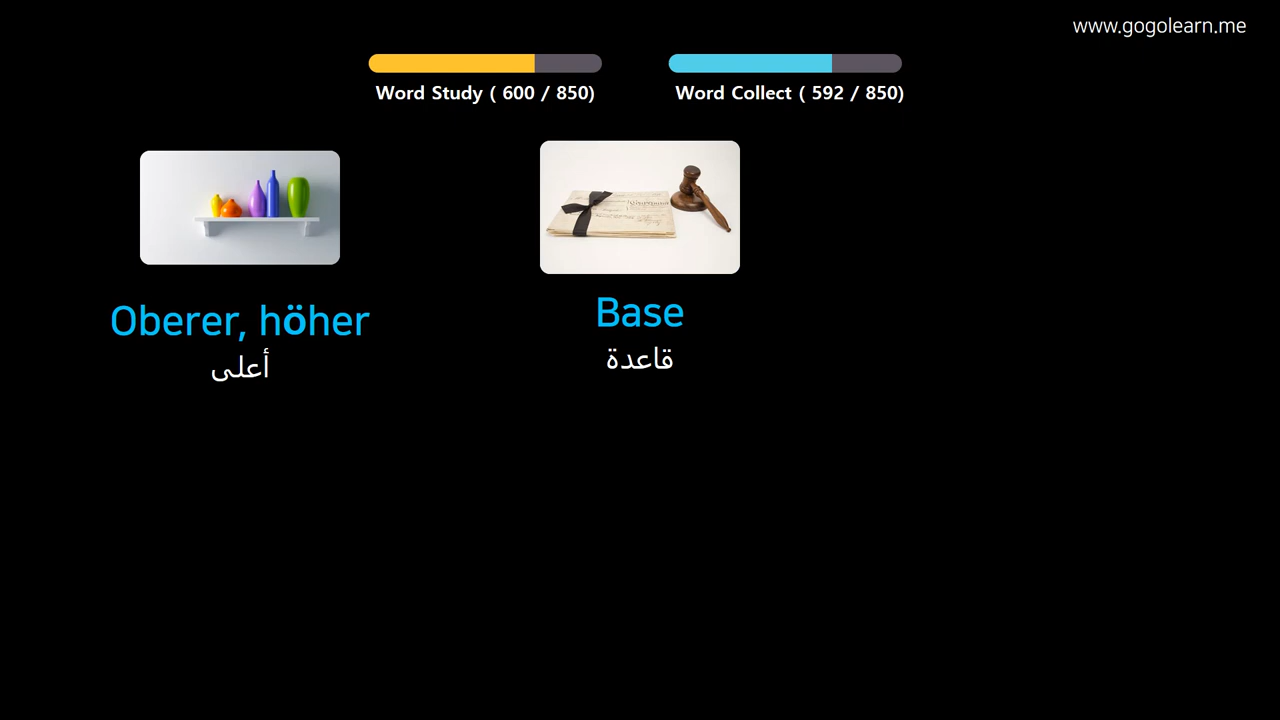 www.gogolearn.me
Word Study ( 600 / 850)
Word Collect ( 592 / 850)
Oberer, höher
أعلى
Base
قاعدة